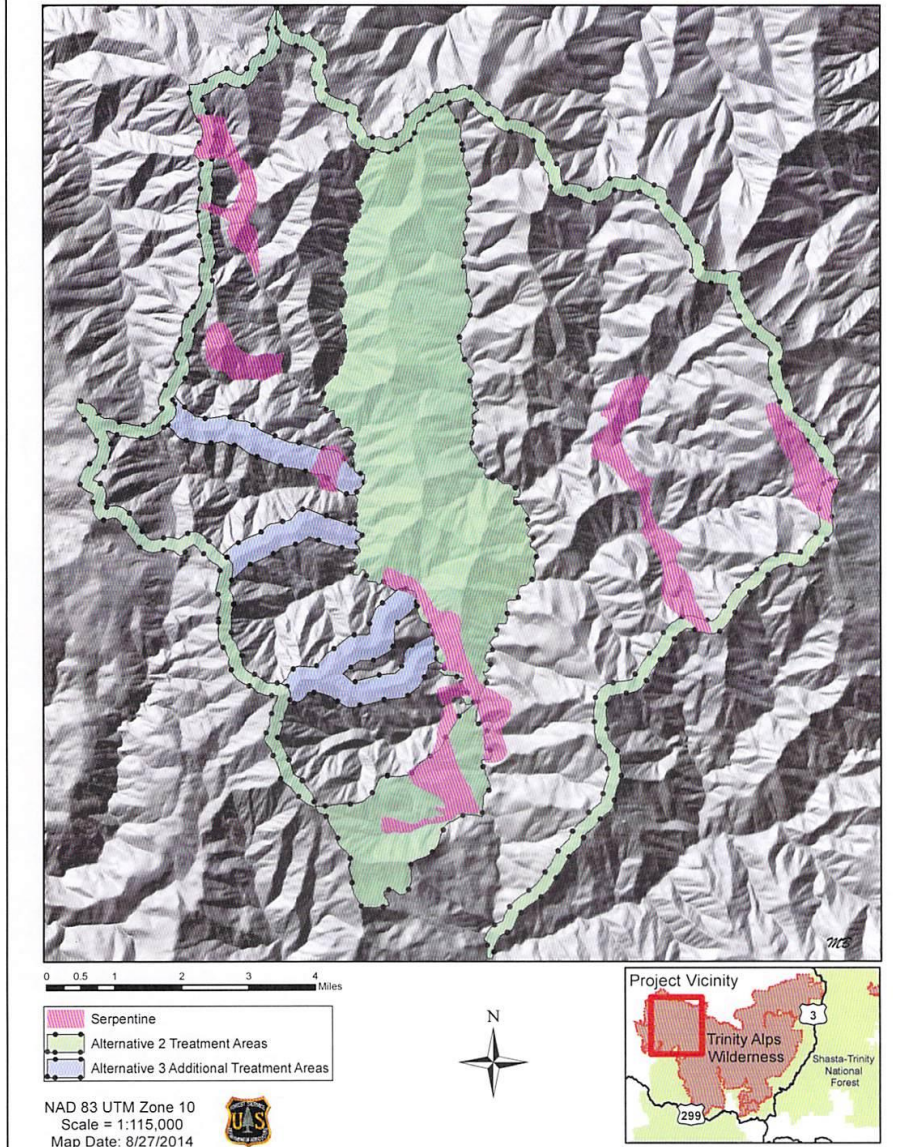 MB
0 0.5 1 2 3 4
Miles
Serpentine
Alternative 2 Treatment Areas
Alternative 3 Additional Treatment Areas
N
NAD 83 UTM Zone 10
Scale = 1:115,000
Map Date: 8/27/2014
U S
Project Vicinity
3
Trinity Alps
Wilderness
Shasta-Trinity
National
Forest
299